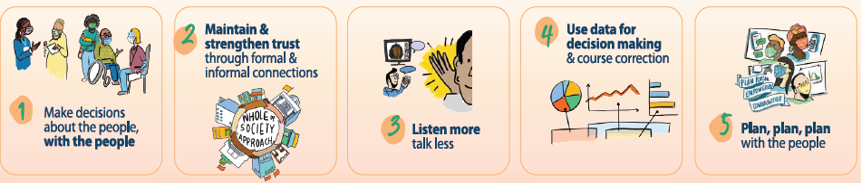 1
Make decisions
about the people,
with the people
2
Maintain &
strengthen trust
through formal &
informal connections
WHOLE of
SOCIETY
APPROACH
3
Listen more
talk less
4
Use data for
decision making
& course correction
PLAN FOR
EMPOWERED
COMMUNITIES
5
Plan, plan, plan
with the people